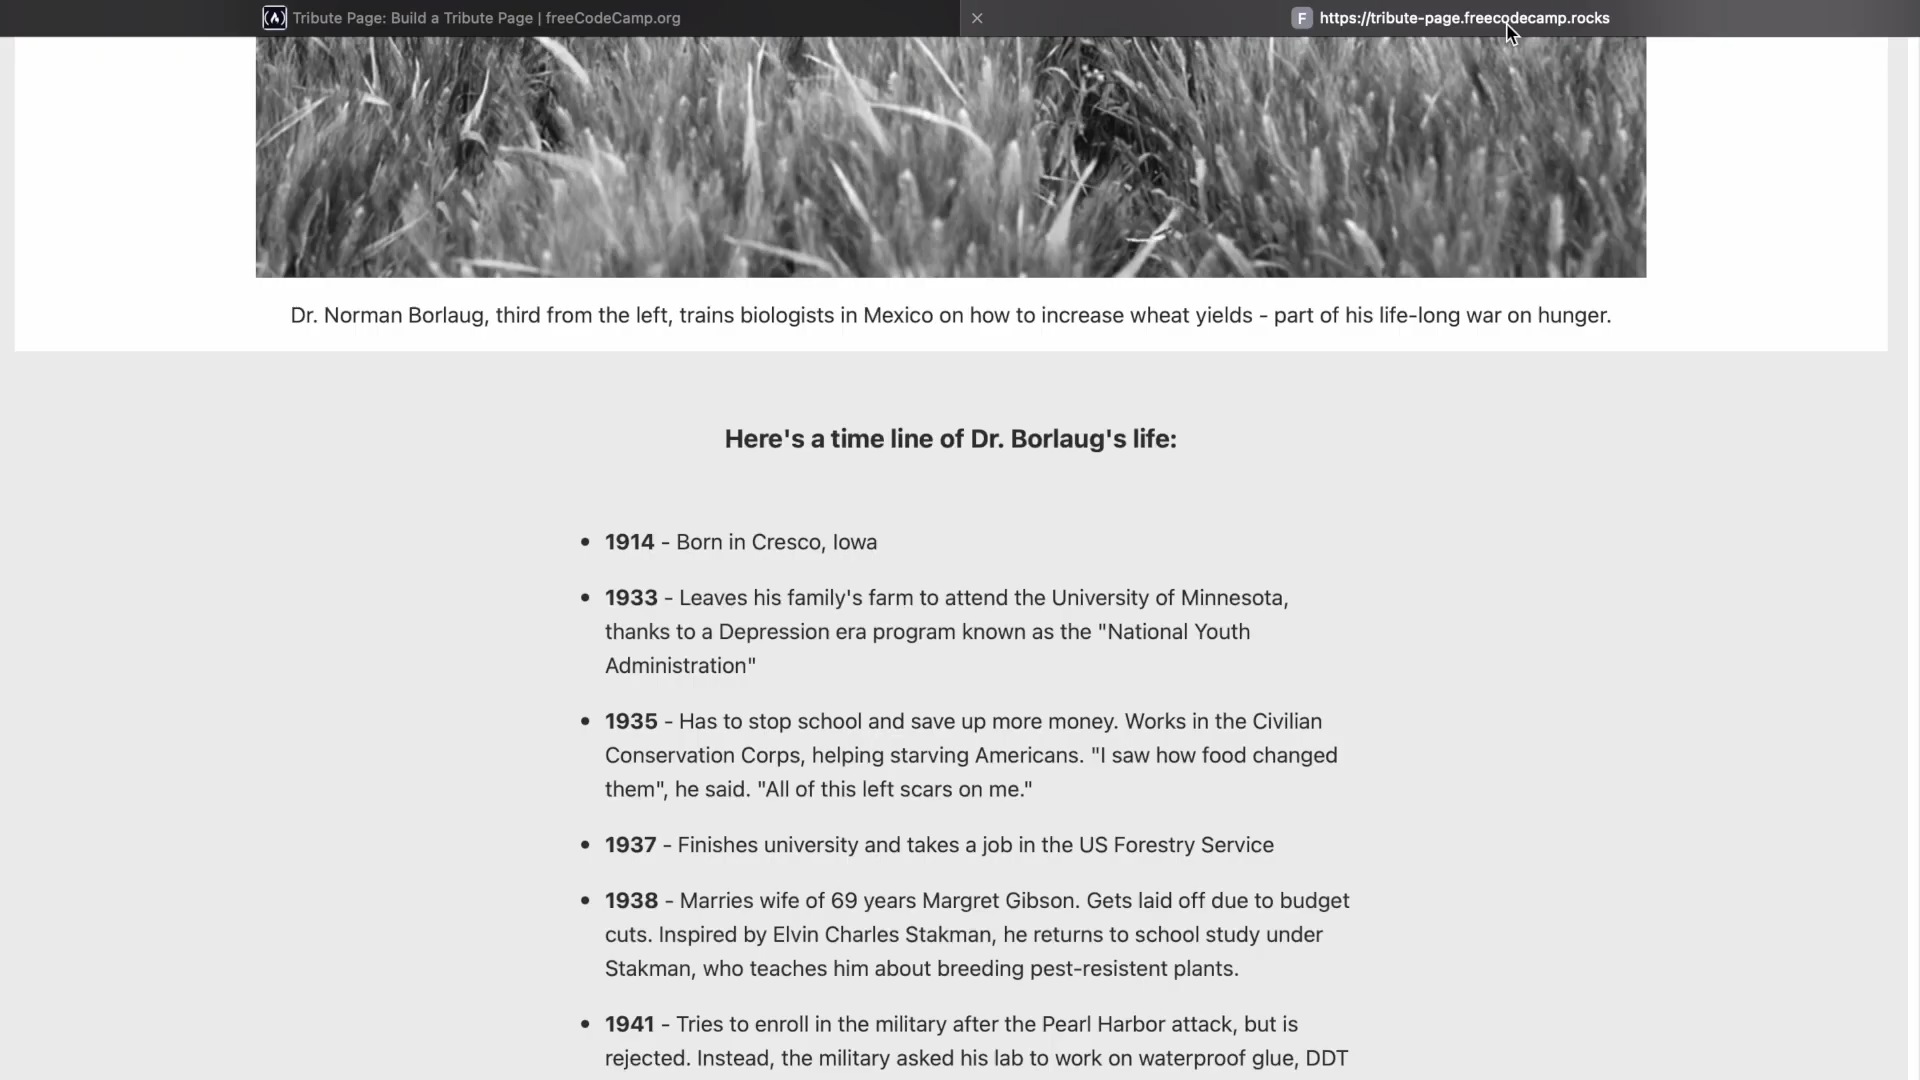 Tribute Page: Build a Tribute Page | freeCodeCamp.org
F https://tribute-page.freecodecamp.rocks
Dr. Norman Borlaug, third from the left, trains biologists in Mexico on how to increase wheat yields - part of his life-long war on hunger.
Here's a time line of Dr. Borlaug's life:
• 1914 - Born in Cresco, Iowa
• 1933 - Leaves his family's farm to attend the University of Minnesota,
thanks to a Depression era program known as the "National Youth
Administration"
• 1935 - Has to stop school and save up more money. Works in the Civilian
Conservation Corps, helping starving Americans. "I saw how food changed
them", he said. "All of this left scars on me."
• 1937 - Finishes university and takes a job in the US Forestry Service
• 1938 - Marries wife of 69 years Margret Gibson. Gets laid off due to budget
cuts. Inspired by Elvin Charles Stakman, he returns to school study under
Stakman, who teaches him about breeding pest-resistent plants.
• 1941 - Tries to enroll in the military after the Pearl Harbor attack, but is
rejected. Instead, the military asked his lab to work on waterproof glue, DDT